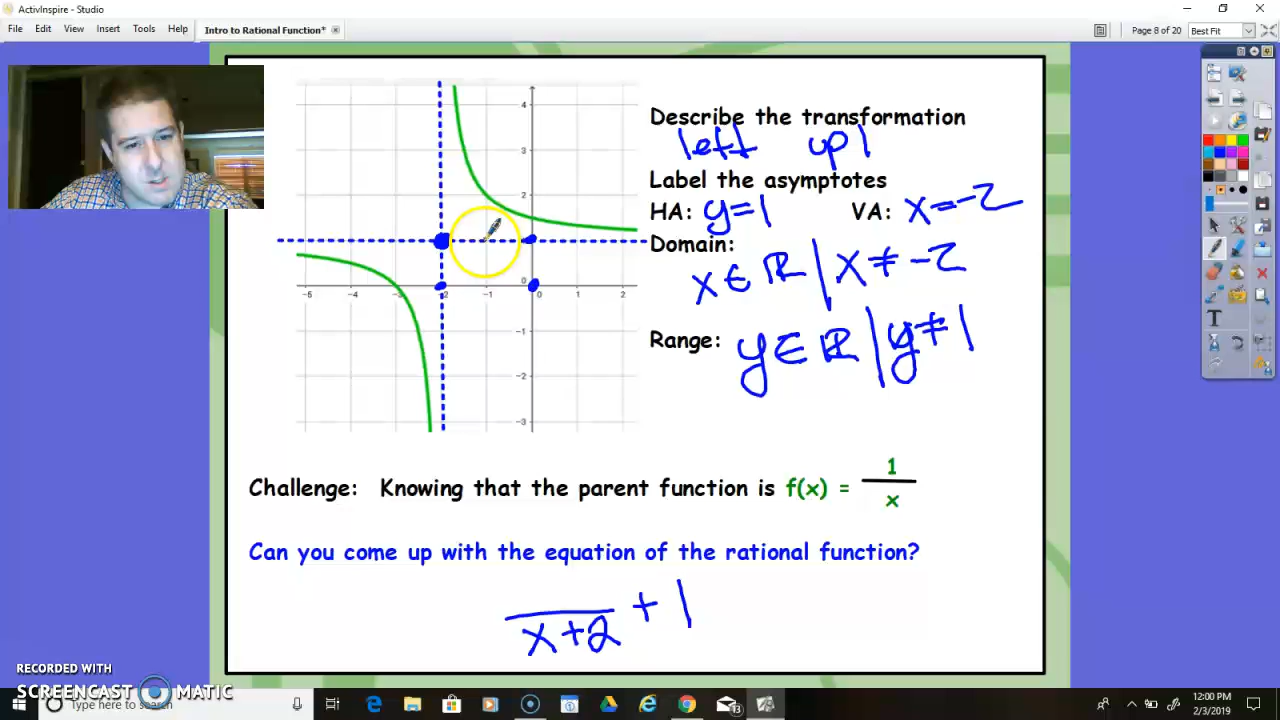 ActivInspire - Studio
File Edit View Insert Tools Help Intro to Rational Function* Page 8 of 20 Best Fit
Describe the transformation
left up 1
Label the asymptotes
HA: y=1 VA: x=-2
Domain:
x∈ℝ | x≠-2
Range: y∈ℝ | y≠1
4
3
2
0
-5 -4 -3 -2 -1 0 1 2
-1
-2
-3
Challenge: Knowing that the parent function is f(x) = 1/x
Can you come up with the equation of the rational function?
x+2 + 1
RECORDED WITH
SCREENCAST MATIC
Type here to search
13
12:00 PM
2/3/2019